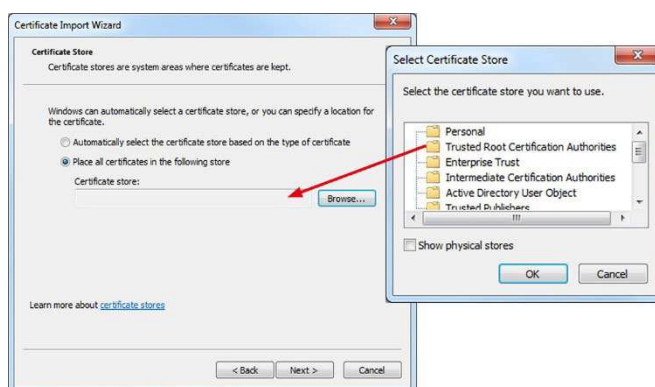 Certificate Import Wizard
Certificate Store
Certificate stores are system areas where certificates are kept.
Windows can automatically select a certificate store, or you can specify a location for
the certificate.
Automatically select the certificate store based on the type of certificate
Place all certificates in the following store
Certificate store:
Browse...
Learn more about certificate stores
< Back
Next >
Cancel
Select Certificate Store
Select the certificate store you want to use.
Personal
Trusted Root Certification Authorities
Enterprise Trust
Intermediate Certification Authorities
Active Directory User Object
Trusted Publishers
Show physical stores
OK
Cancel